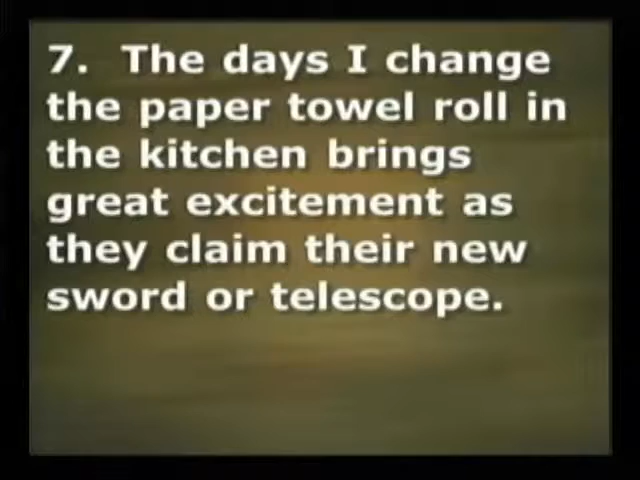 7. The days I change
the paper towel roll in
the kitchen brings
great excitement as
they claim their new
sword or telescope.